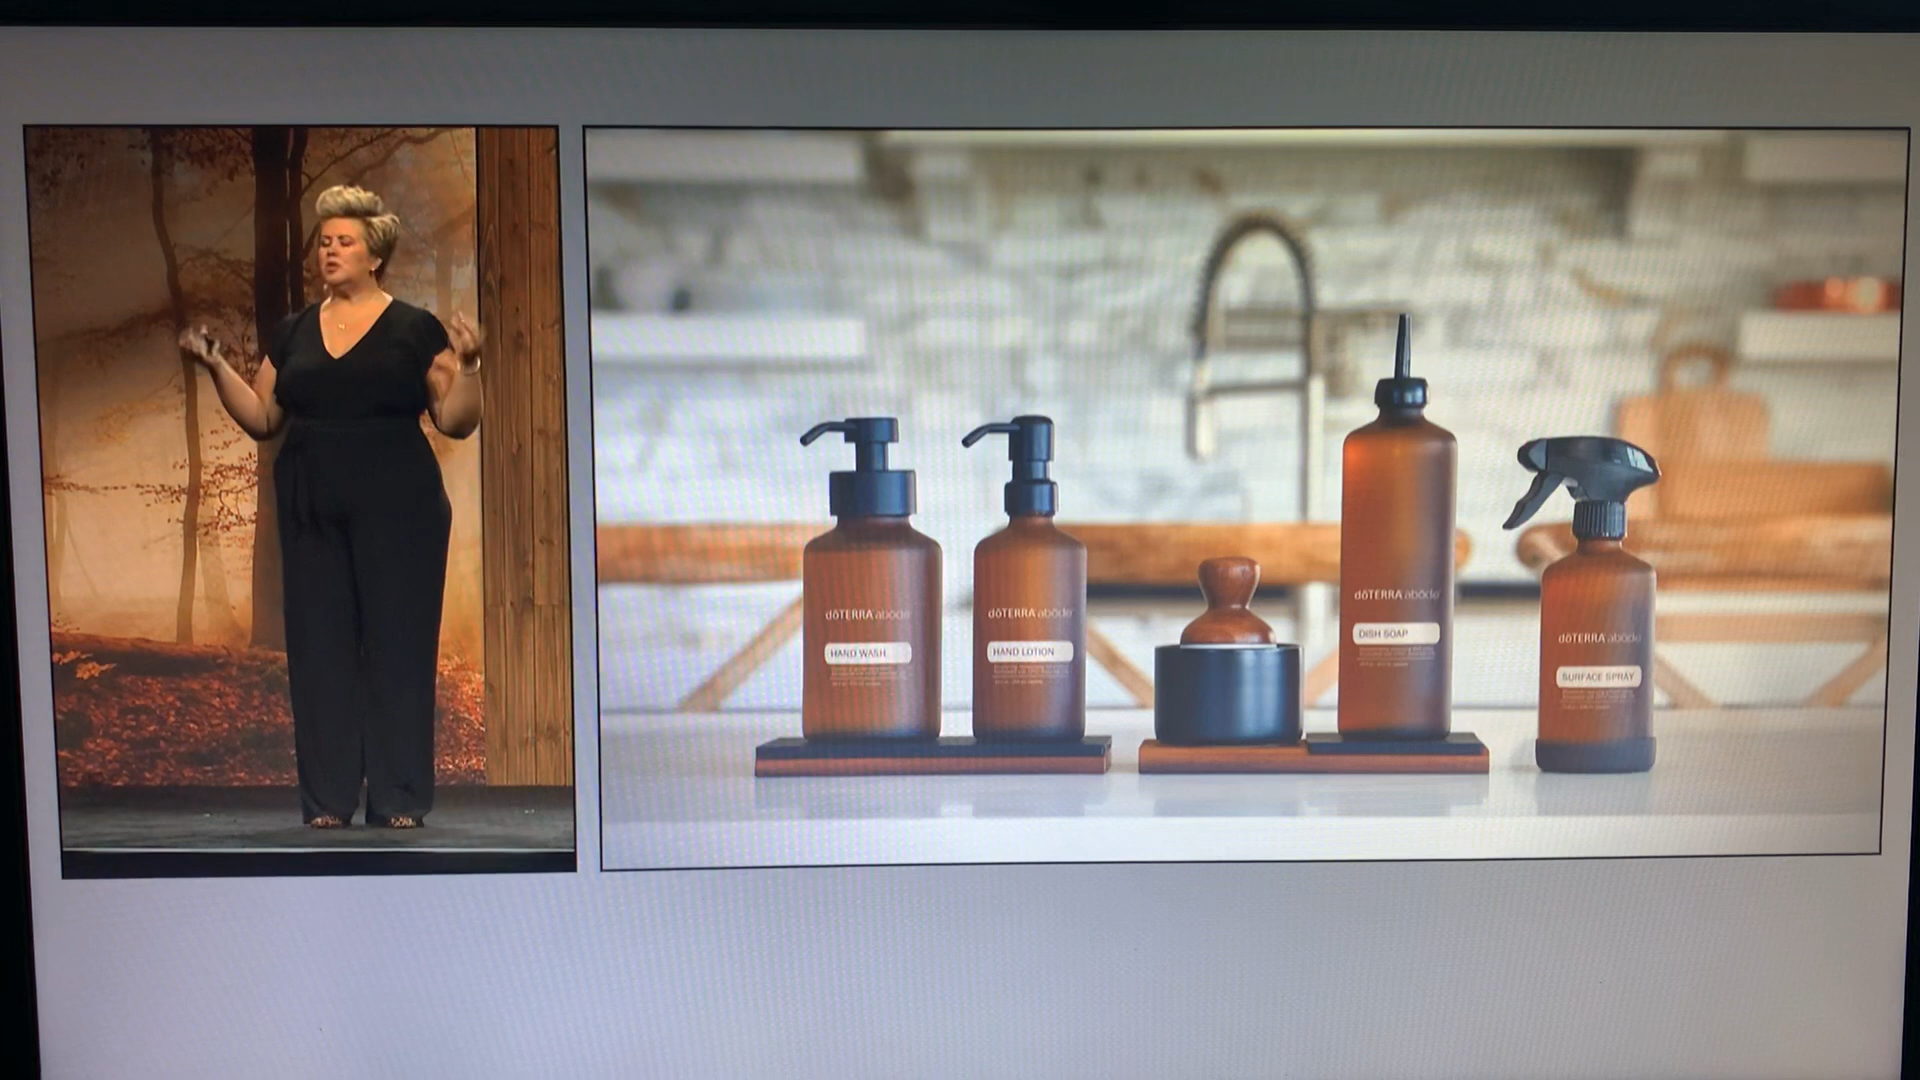 dōTERRA abōde
HAND WASH
dōTERRA abōde
HAND LOTION
dōTERRA abōde
DISH SOAP
dōTERRA abōde
SURFACE SPRAY